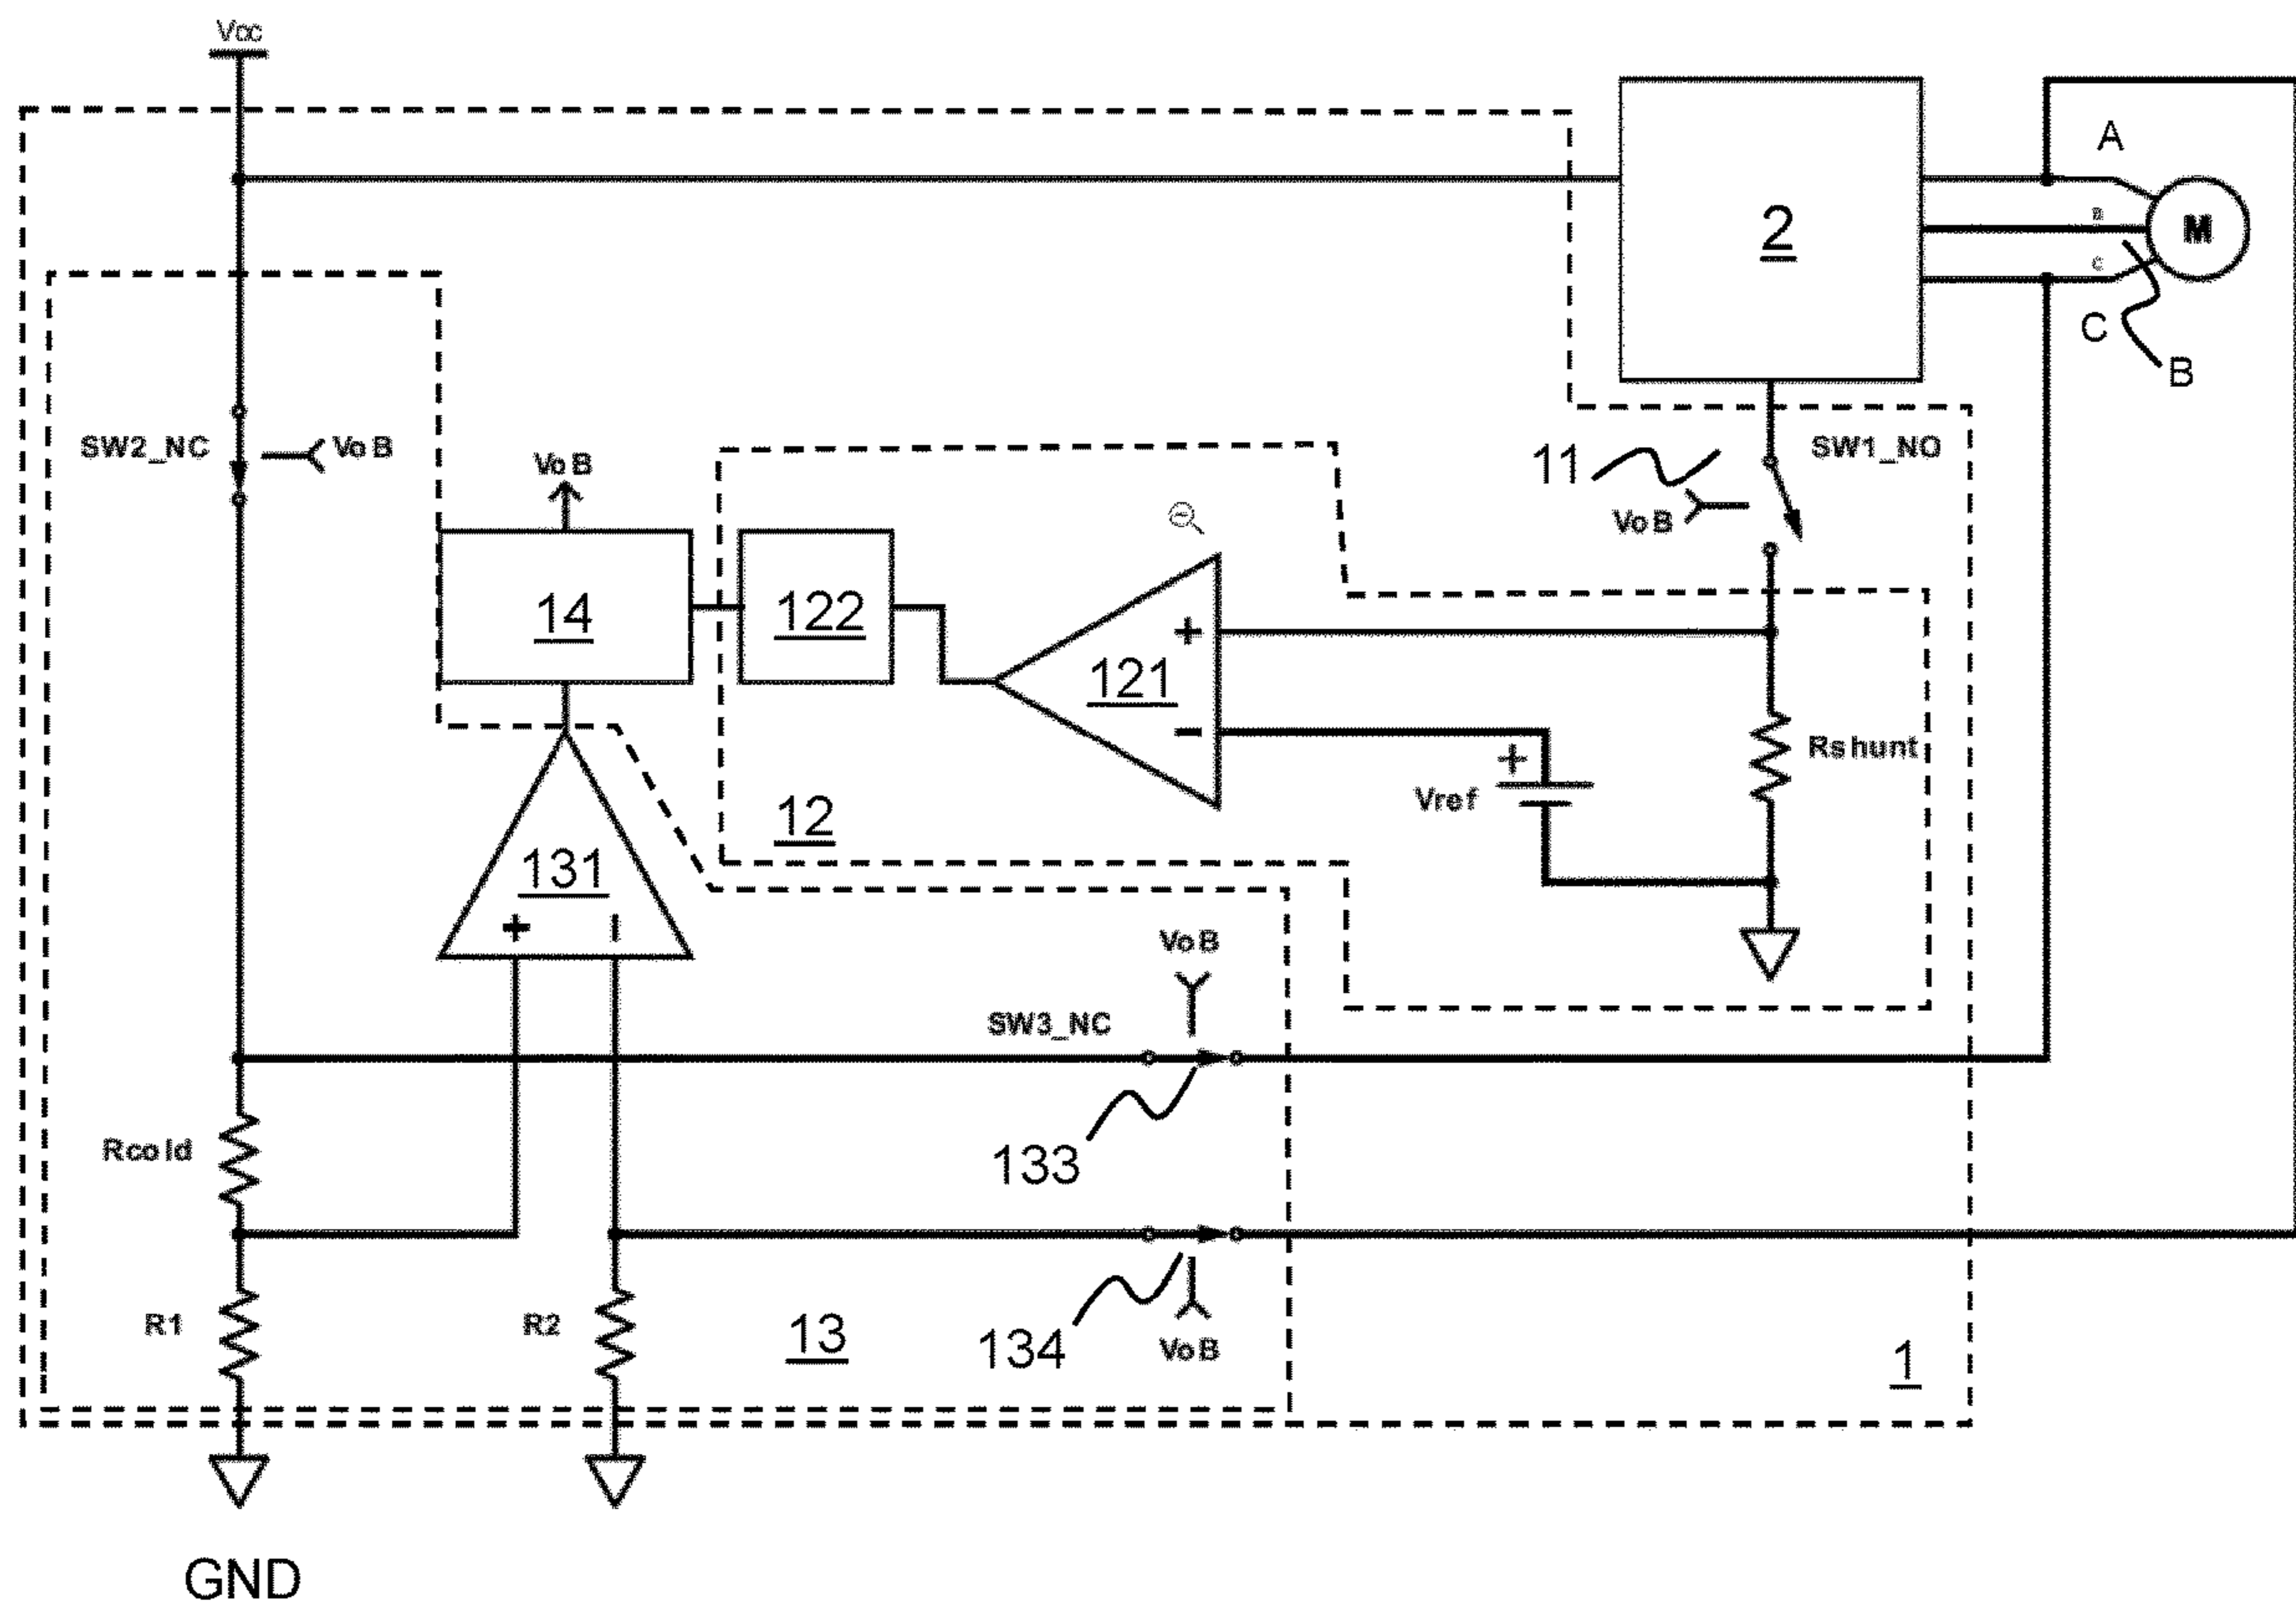 Vcc
A
2
B
M
C
C
B
SW2_NC
VoB
VoB
11
SW1_NO
VoB
14
122
+
121
-
+
Vref
Rshunt
12
131
+
-
VoB
SW3_NC
133
Rcold
R1
R2
13
134
VoB
1
GND